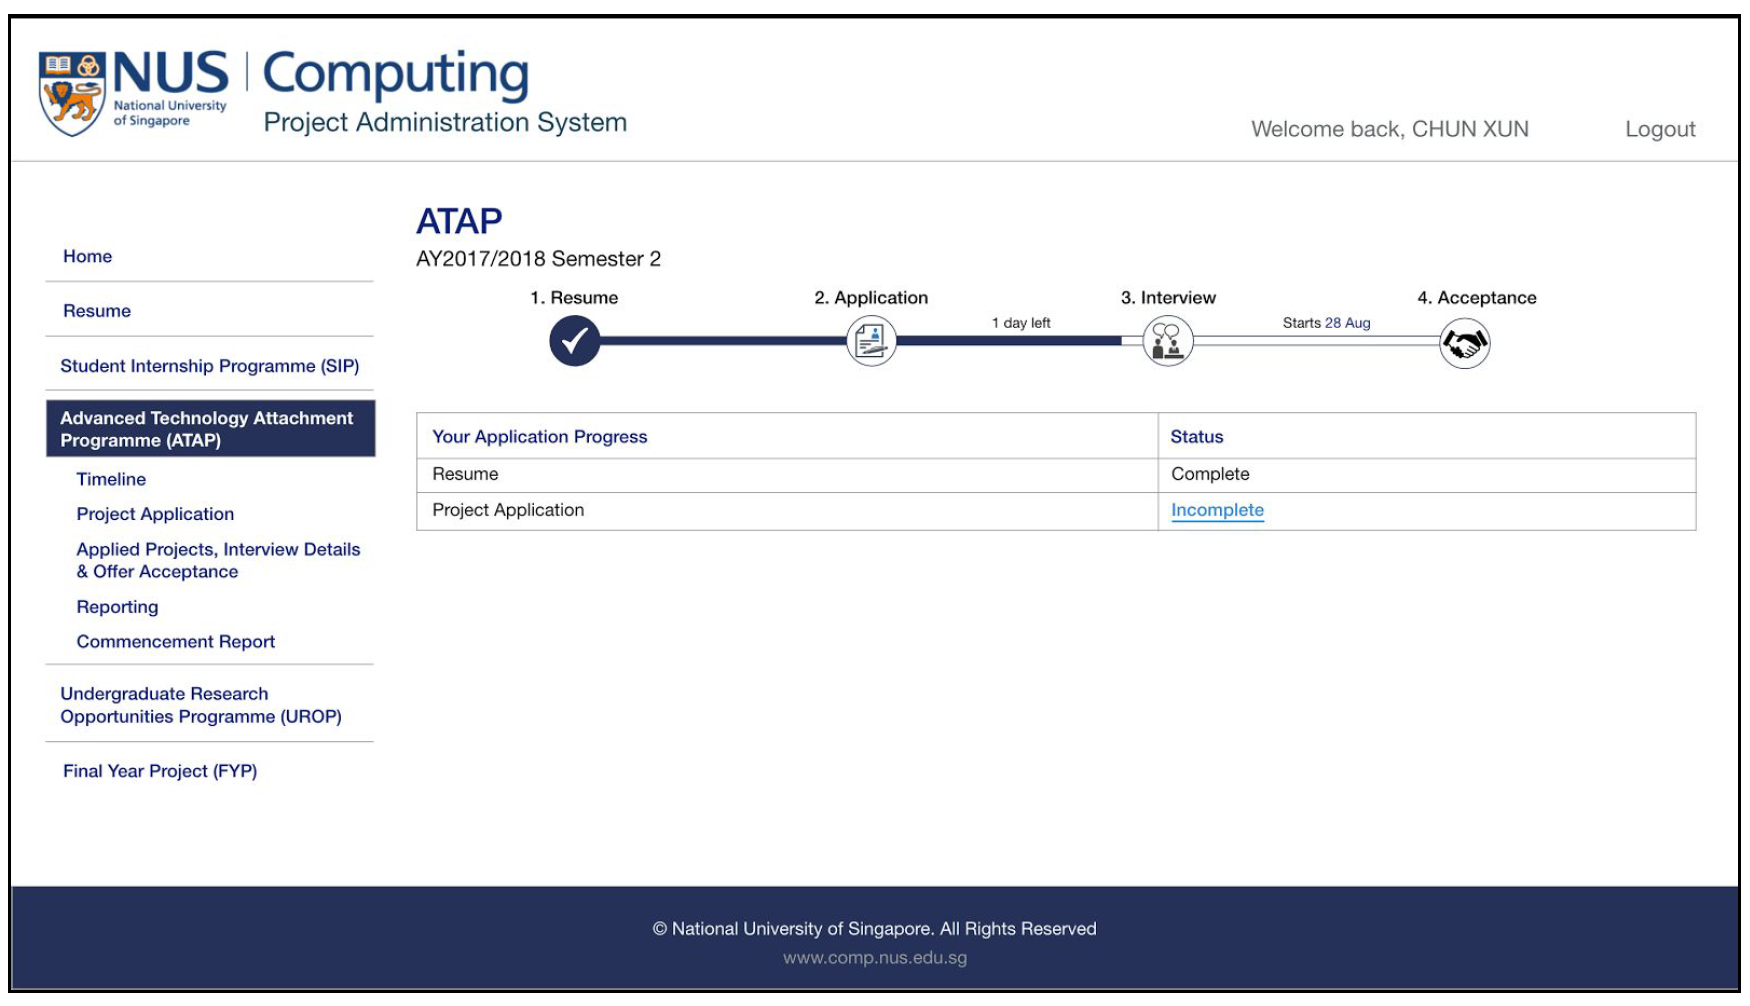 NUS
National University
of Singapore
Computing
Project Administration System
Welcome back, CHUN XUN
Logout
Home
Resume
Student Internship Programme (SIP)
Advanced Technology Attachment
Programme (ATAP)
Timeline
Project Application
Applied Projects, Interview Details
& Offer Acceptance
Reporting
Commencement Report
Undergraduate Research
Opportunities Programme (UROP)
Final Year Project (FYP)
ATAP
AY2017/2018 Semester 2
1. Resume
2. Application
3. Interview
4. Acceptance
1 day left
Starts 28 Aug
Your Application Progress
Status
Resume
Complete
Project Application
Incomplete
© National University of Singapore. All Rights Reserved
www.comp.nus.edu.sg